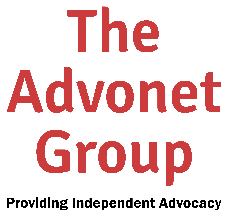 The
Advonet
Group
Providing Independent Advocacy